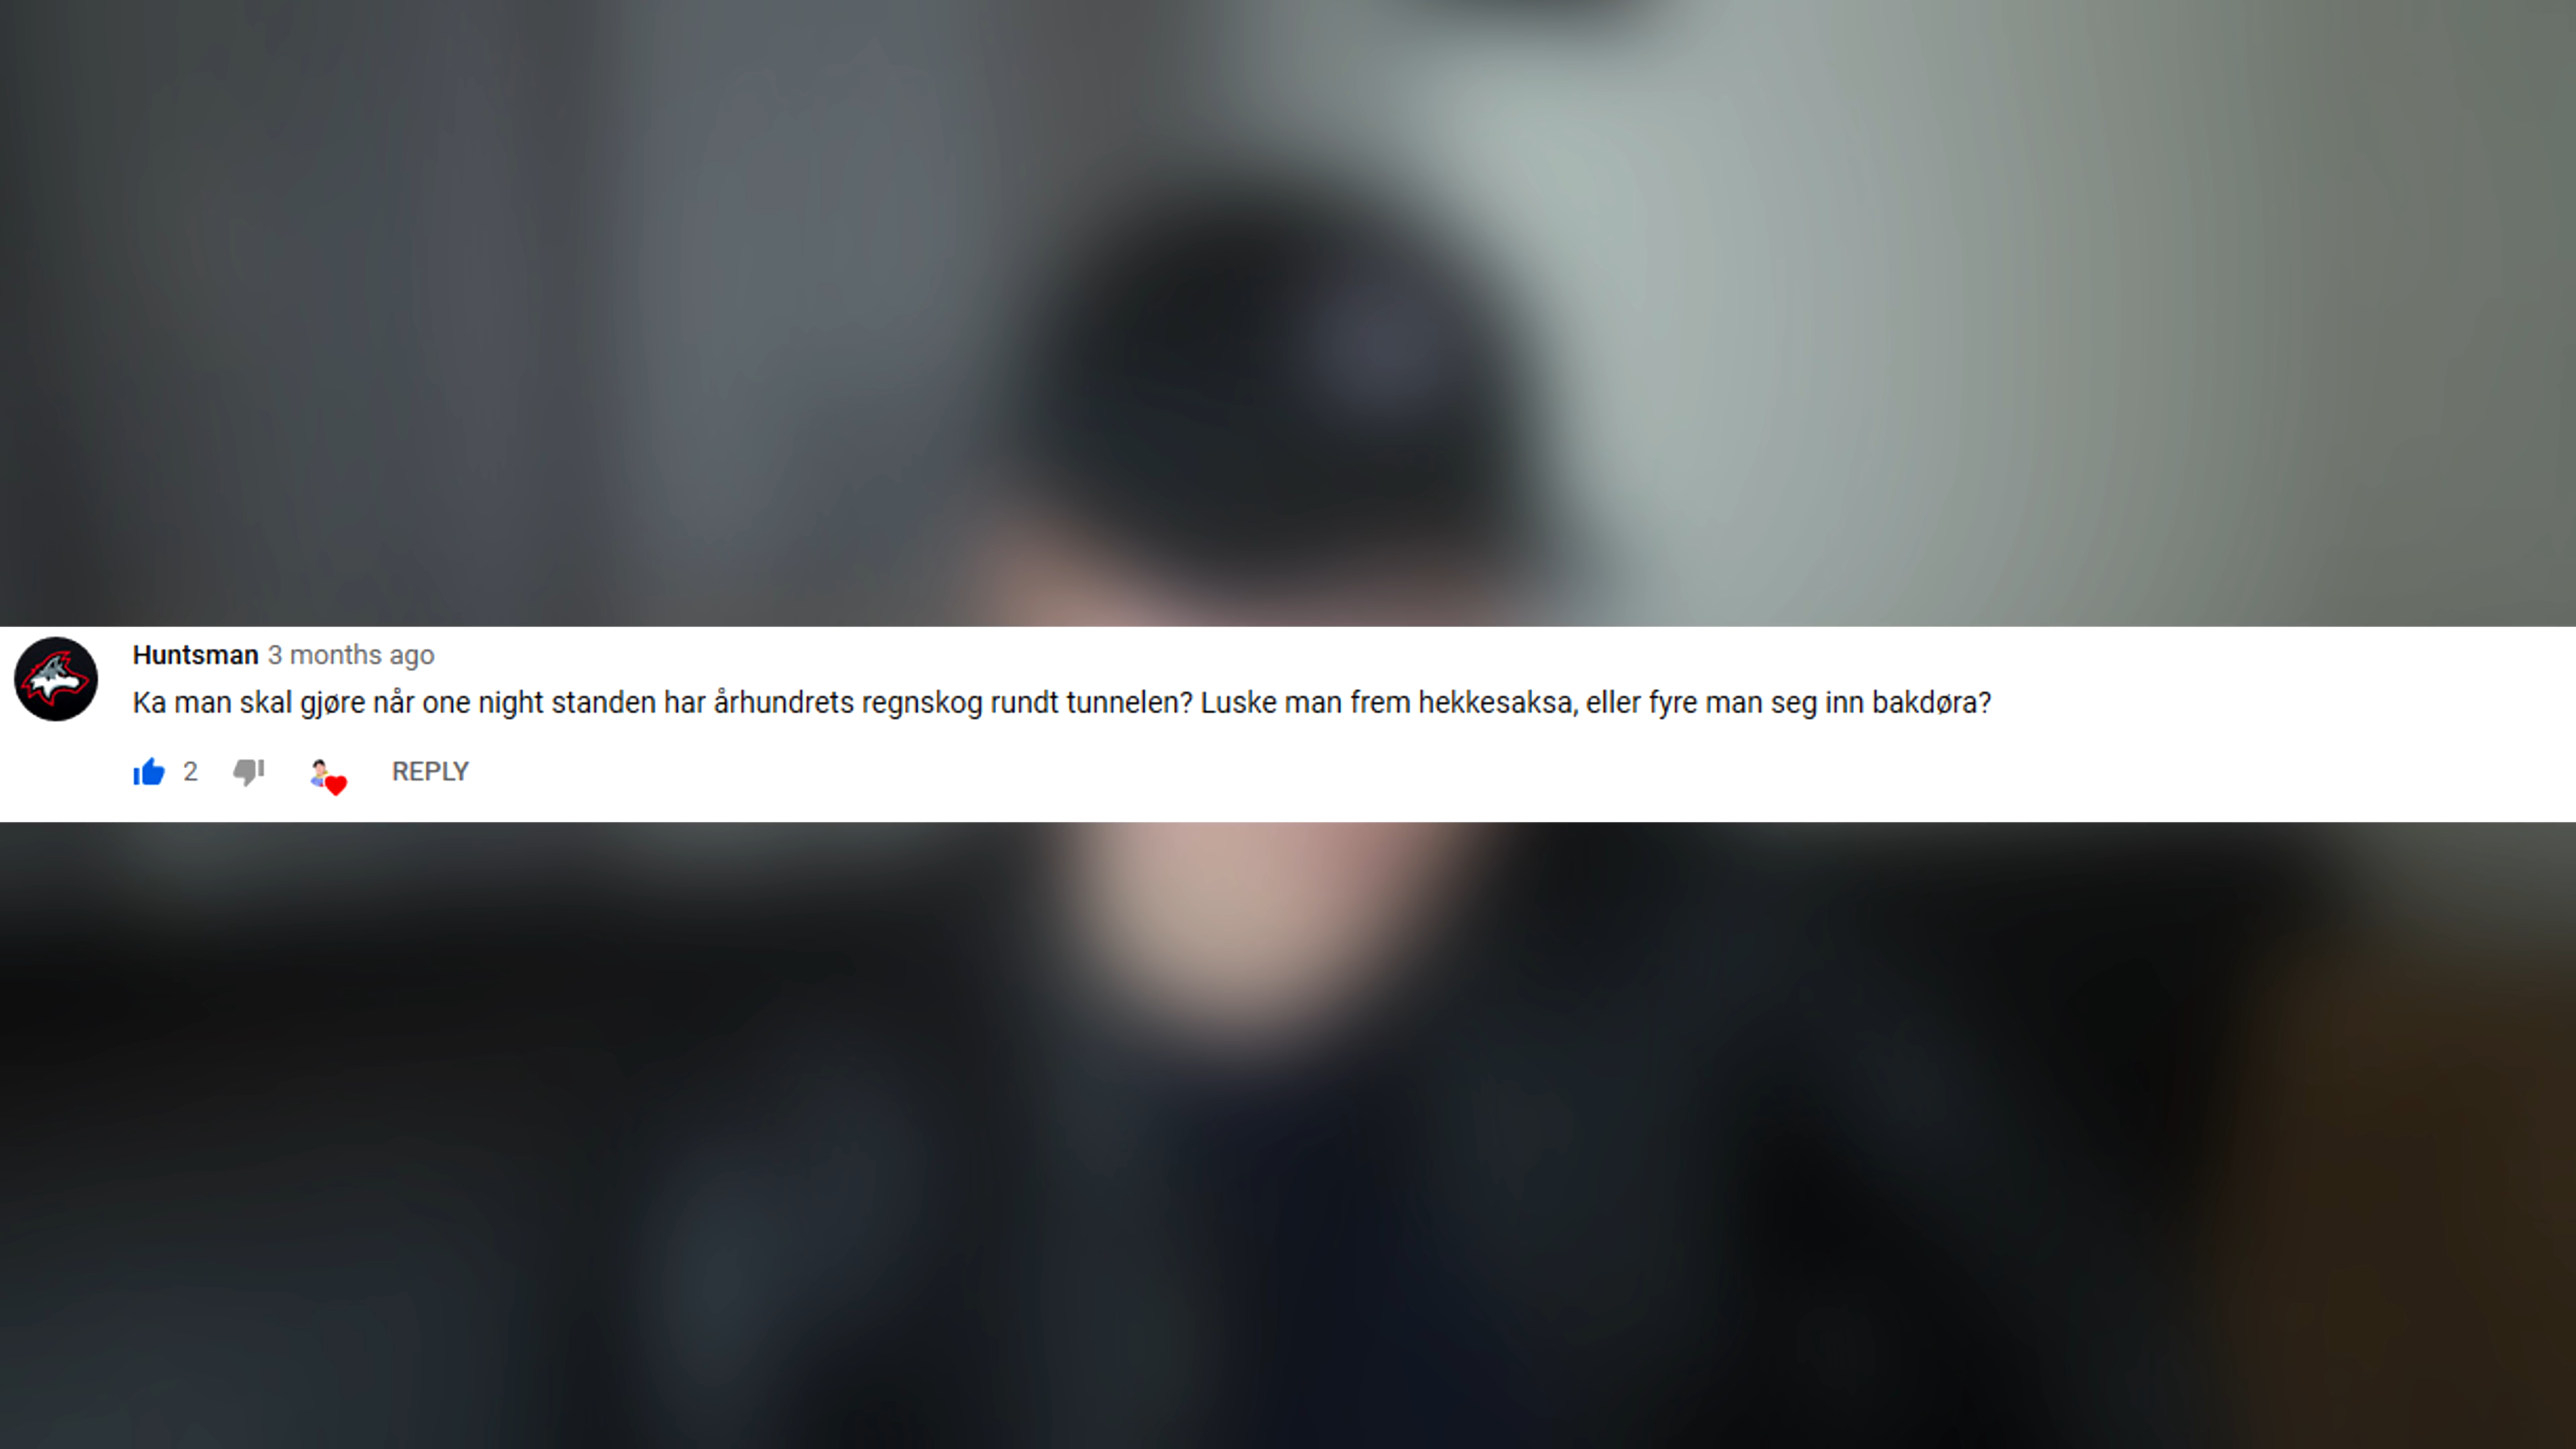 Huntsman 3 months ago
Ka man skal gjøre når one night standen har århundrets regnskog rundt tunnelen? Luske man frem hekkesaksa, eller fyre man seg inn bakdøra?
2 REPLY